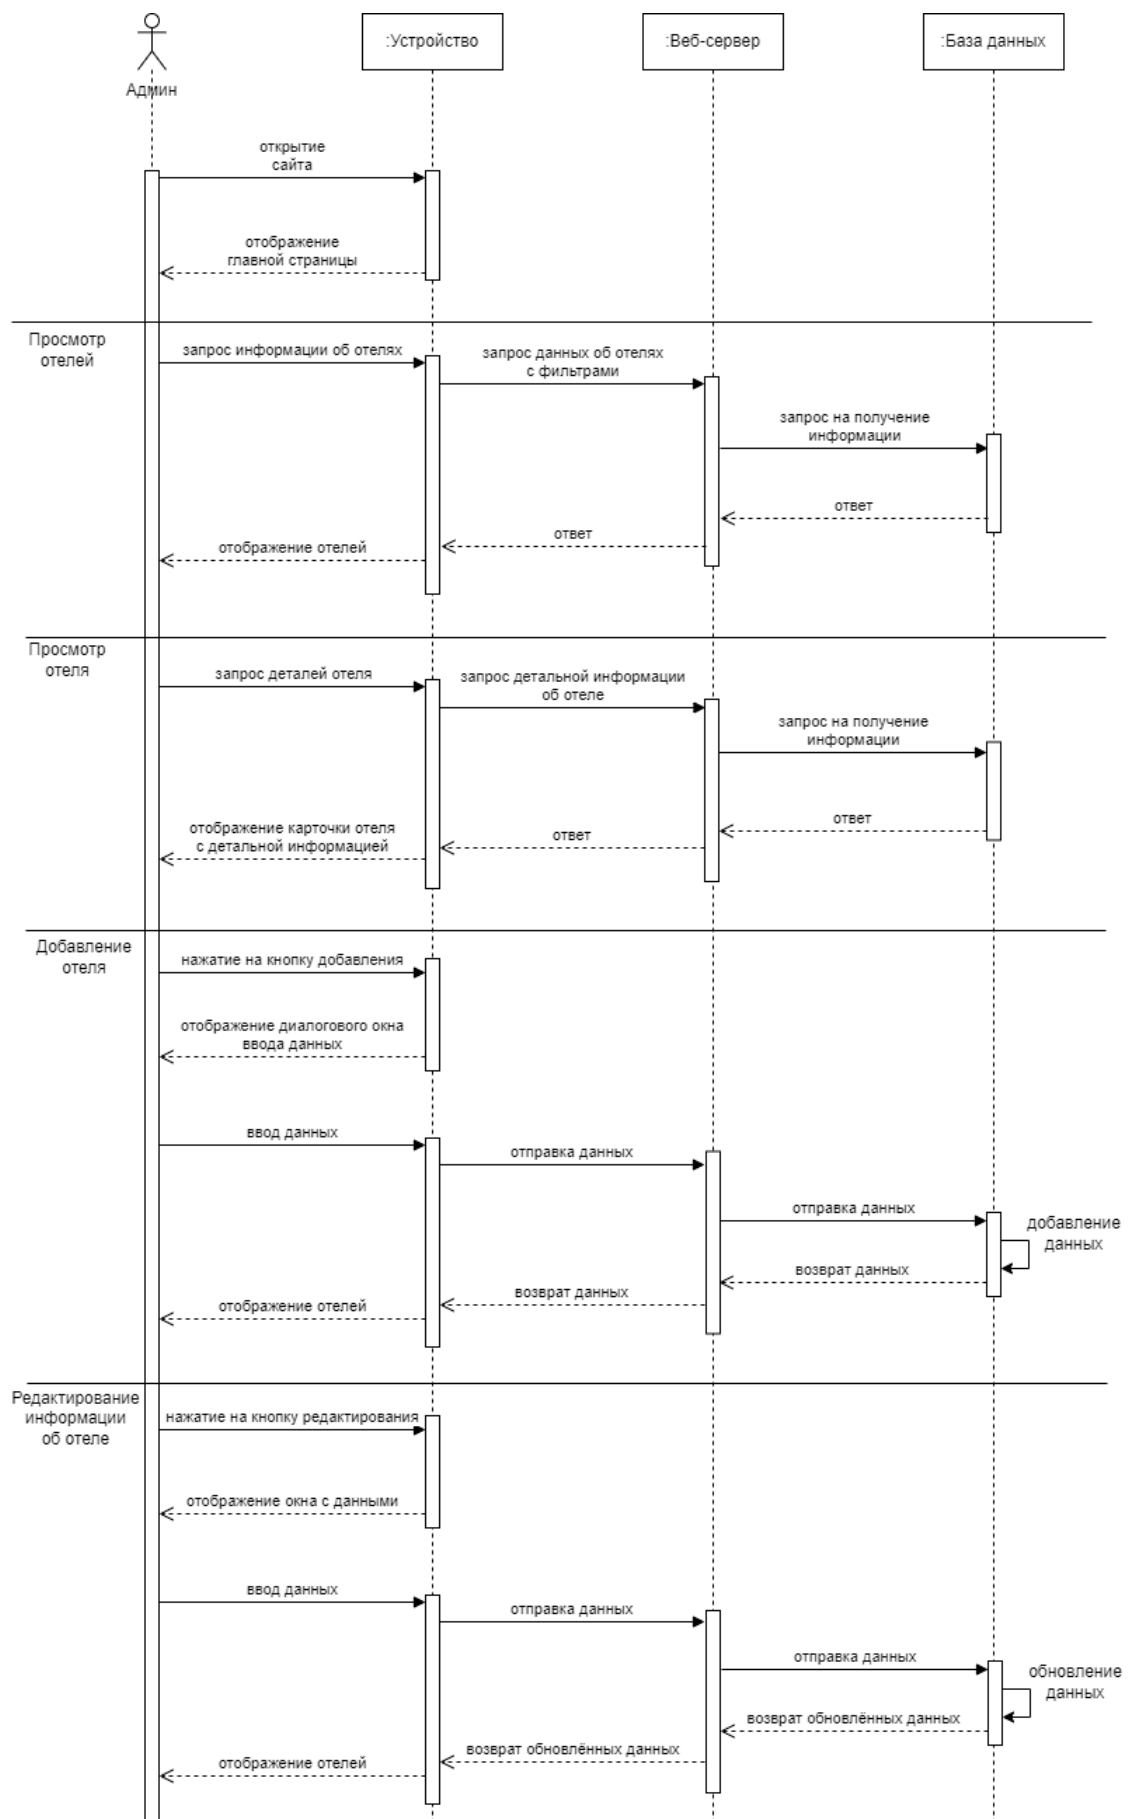 :Устройство
:Веб-сервер
:База данных
Админ
открытие
сайта
отображение
главной страницы
Просмотр
отелей
запрос информации об отелях
запрос данных об отелях
с фильтрами
запрос на получение
информации
ответ
ответ
отображение отелей
Просмотр
отеля
запрос деталей отеля
запрос детальной информации
об отеле
запрос на получение
информации
ответ
ответ
отображение карточки отеля
с детальной информацией
Добавление
отеля
нажатие на кнопку добавления
отображение диалогового окна
ввода данных
ввод данных
отправка данных
отправка данных
добавление
данных
возврат данных
возврат данных
отображение отелей
Редактирование
информации
об отеле
нажатие на кнопку редактирования
отображение окна с данными
ввод данных
отправка данных
отправка данных
обновление
данных
возврат обновлённых данных
возврат обновлённых данных
отображение отелей